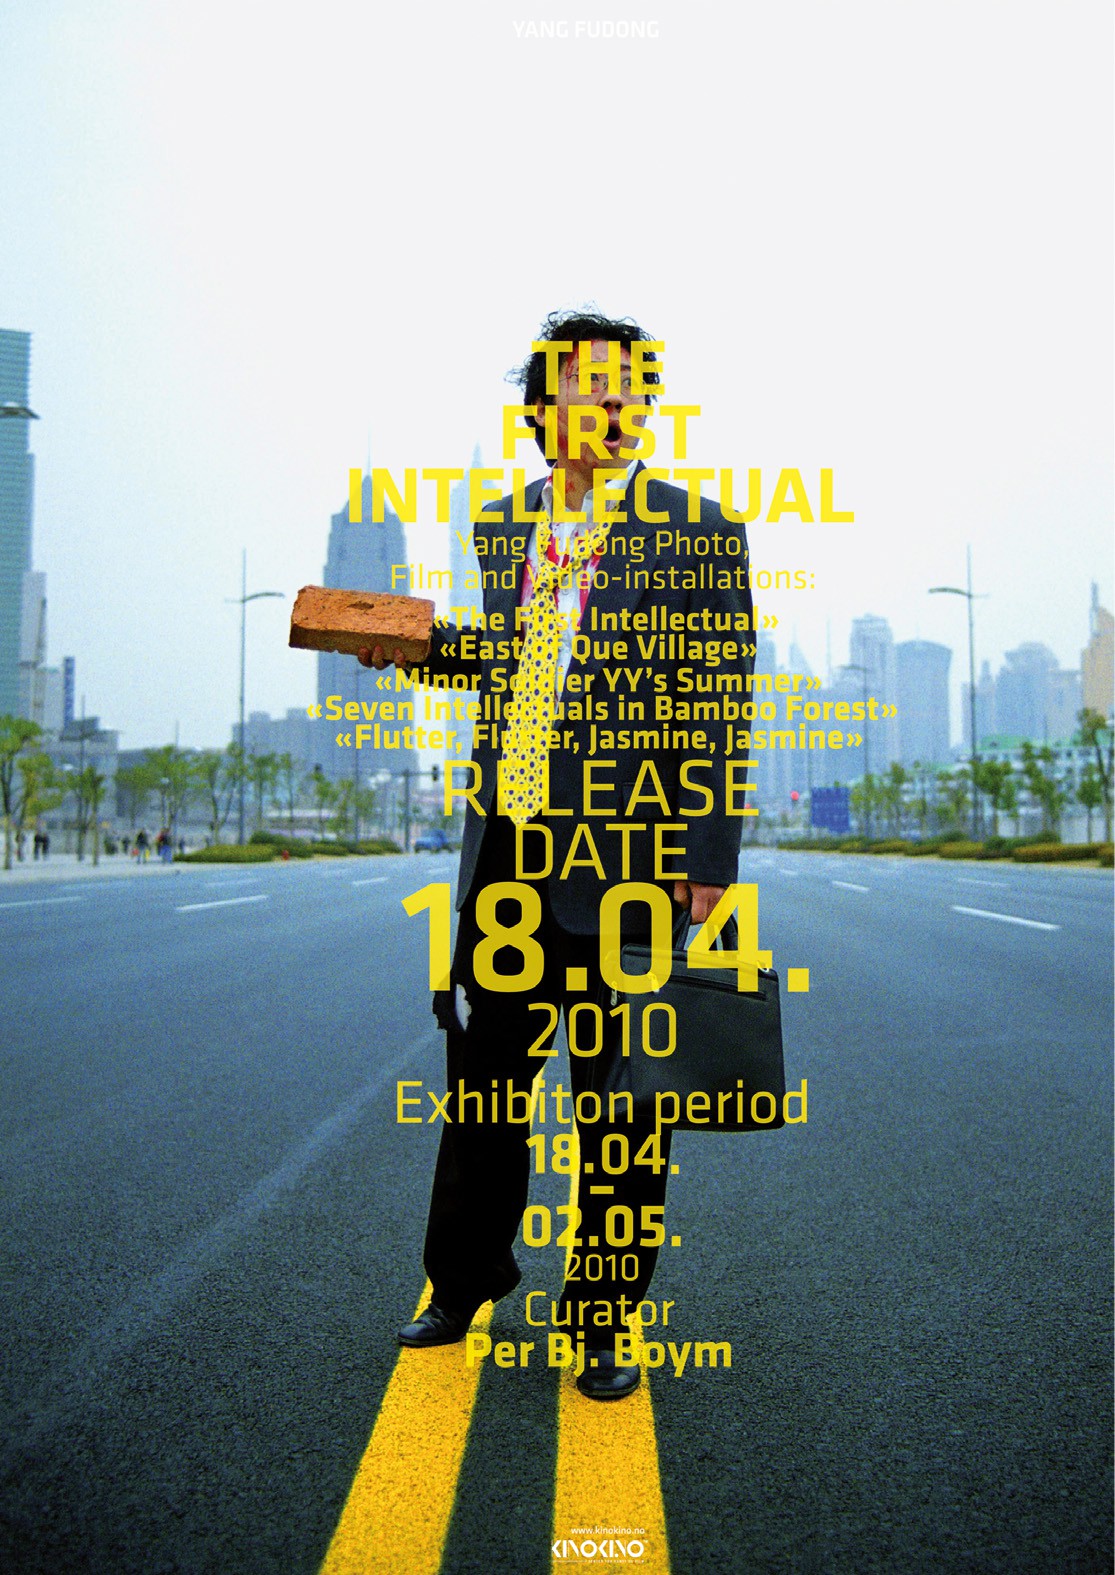 YANG FUDONG
THE
FIRST
INTELLECTUAL
Yang Fudong Photo,
Film and Video-installations:
«The First Intellectual»
«East of Que Village»
«Minor Soldier YY's Summer»
«Seven Intellectuals in Bamboo Forest»
«Flutter, Flutter, Jasmine, Jasmine»
RELEASE
DATE
18.04.
2010
Exhibiton period
18.04.
–
02.05.
2010
Curator
Per Bj. Boym
www.kinokino.no
KINOKINO